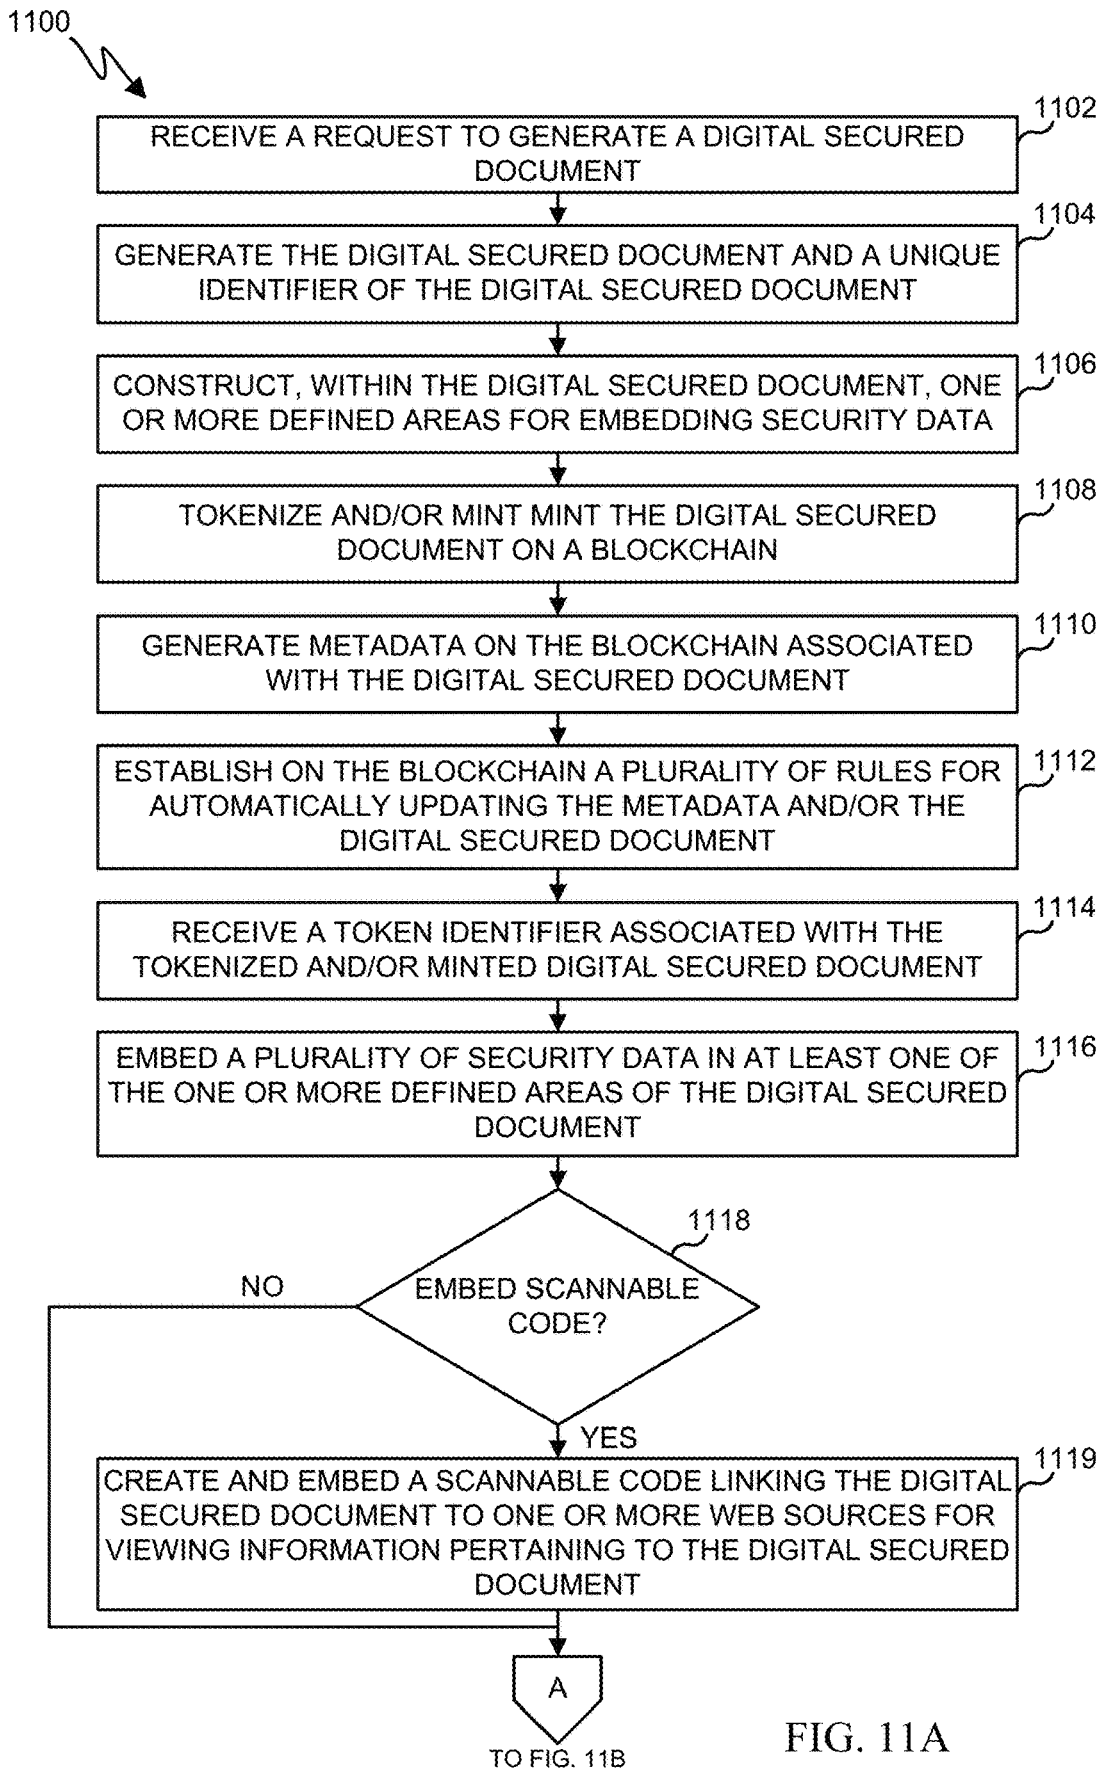 1100
1102
RECEIVE A REQUEST TO GENERATE A DIGITAL SECURED
DOCUMENT
1104
GENERATE THE DIGITAL SECURED DOCUMENT AND A UNIQUE
IDENTIFIER OF THE DIGITAL SECURED DOCUMENT
1106
CONSTRUCT, WITHIN THE DIGITAL SECURED DOCUMENT, ONE
OR MORE DEFINED AREAS FOR EMBEDDING SECURITY DATA
1108
TOKENIZE AND/OR MINT MINT THE DIGITAL SECURED
DOCUMENT ON A BLOCKCHAIN
1110
GENERATE METADATA ON THE BLOCKCHAIN ASSOCIATED
WITH THE DIGITAL SECURED DOCUMENT
1112
ESTABLISH ON THE BLOCKCHAIN A PLURALITY OF RULES FOR
AUTOMATICALLY UPDATING THE METADATA AND/OR THE
DIGITAL SECURED DOCUMENT
1114
RECEIVE A TOKEN IDENTIFIER ASSOCIATED WITH THE
TOKENIZED AND/OR MINTED DIGITAL SECURED DOCUMENT
1116
EMBED A PLURALITY OF SECURITY DATA IN AT LEAST ONE OF
THE ONE OR MORE DEFINED AREAS OF THE DIGITAL SECURED
DOCUMENT
1118
EMBED SCANNABLE
CODE?
NO
YES
1119
CREATE AND EMBED A SCANNABLE CODE LINKING THE DIGITAL
SECURED DOCUMENT TO ONE OR MORE WEB SOURCES FOR
VIEWING INFORMATION PERTAINING TO THE DIGITAL SECURED
DOCUMENT
A
TO FIG. 11B
FIG. 11A